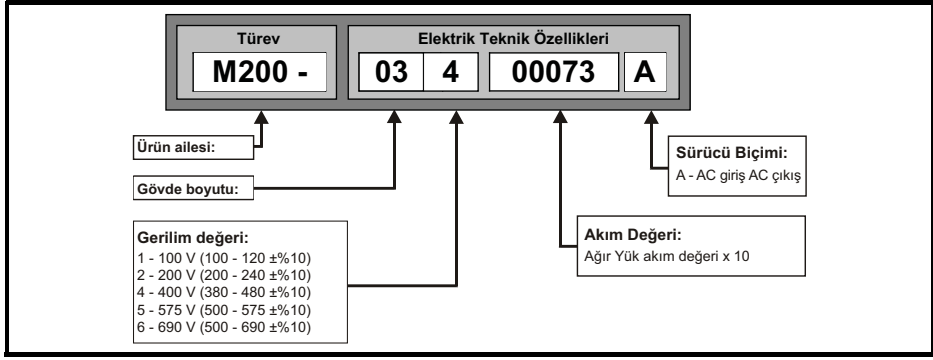 Türev
Elektrik Teknik Özellikleri
M200 - 03 4 00073 A
Ürün ailesi:
Gövde boyutu:
Gerilim değeri:
1 - 100 V (100 - 120 ±%10)
2 - 200 V (200 - 240 ±%10)
4 - 400 V (380 - 480 ±%10)
5 - 575 V (500 - 575 ±%10)
6 - 690 V (500 - 690 ±%10)
Sürücü Biçimi:
A - AC giriş AC çıkış
Akım Değeri:
Ağır Yük akım değeri x 10